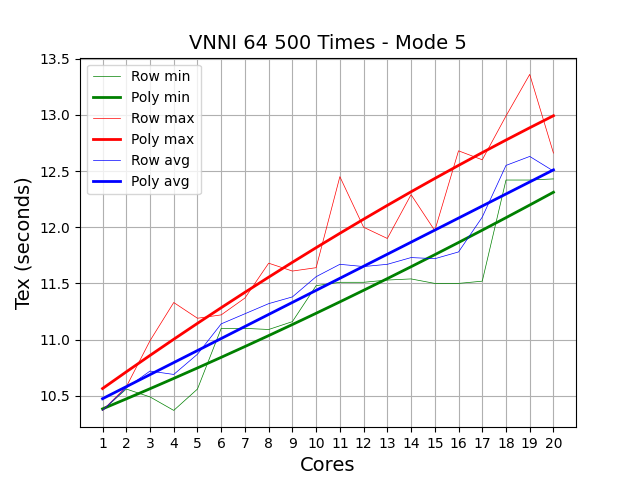 VNNI 64 500 Times - Mode 5
Row min
Poly min
Row max
Poly max
Row avg
Poly avg
Tex (seconds)
13.5
13.0
12.5
12.0
11.5
11.0
10.5
1 2 3 4 5 6 7 8 9 10 11 12 13 14 15 16 17 18 19 20
Cores